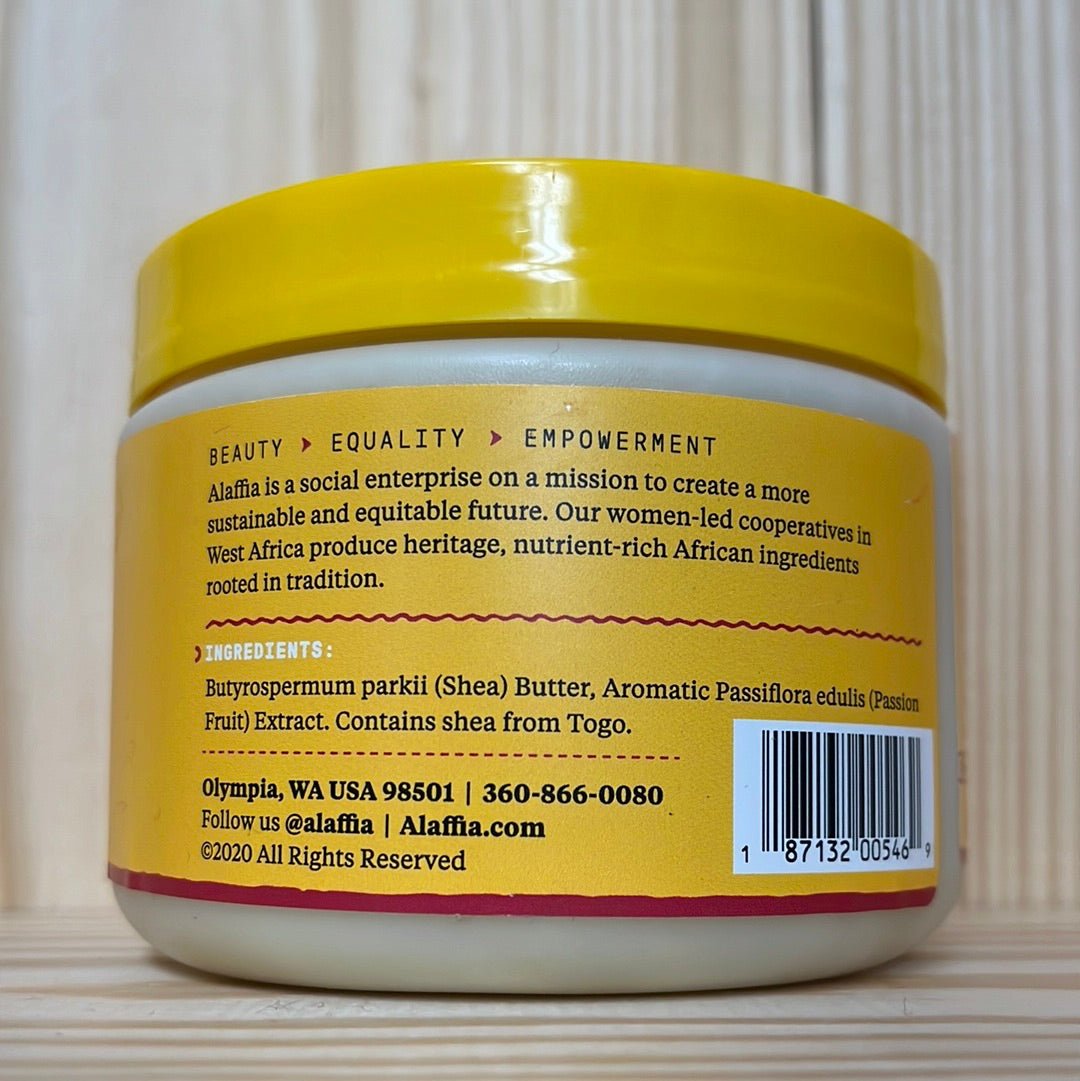 BEAUTY EQUALITY EMPOWERMENT
Alaffia is a social enterprise on a mission to create a more
sustainable and equitable future. Our women-led cooperatives in
West Africa produce heritage, nutrient-rich African ingredients
rooted in tradition.
INGREDIENTS:
Butyrospermum parkii (Shea) Butter, Aromatic Passiflora edulis (Passion
Fruit) Extract. Contains shea from Togo.
Olympia, WA USA 98501 | 360-866-0080
Follow us @alaffia | Alaffia.com
©2020 All Rights Reserved
1 87132 00546 9